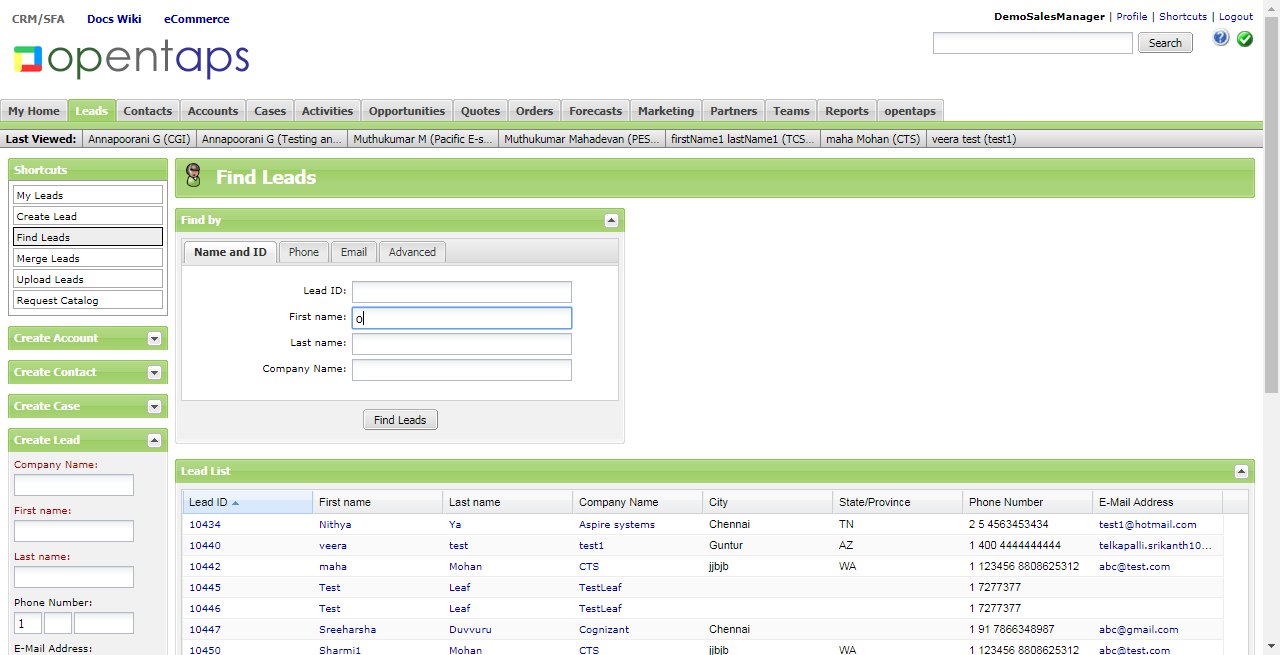 CRM/SFA Docs Wiki eCommerce
DemoSalesManager | Profile | Shortcuts | Logout
opentaps
Search
?
My Home Leads Contacts Accounts Cases Activities Opportunities Quotes Orders Forecasts Marketing Partners Teams Reports opentaps
Last Viewed: Annapoorani G (CGI) Annapoorani G (Testing an... Muthukumar M (Pacific E-s... Muthukumar Mahadevan (PES... firstName1 lastName1 (TCS... maha Mohan (CTS) veera test (test1)
Shortcuts
My Leads
Create Lead
Find Leads
Merge Leads
Upload Leads
Request Catalog
Create Account
Create Contact
Create Case
Create Lead
Company Name:
First name:
Last name:
Phone Number:
1
E-Mail Address:
Find Leads
Find by
Name and ID Phone Email Advanced
Lead ID:
First name: o
Last name:
Company Name:
Find Leads
Lead List
Lead ID First name Last name Company Name City State/Province Phone Number E-Mail Address
10434 Nithya Ya Aspire systems Chennai TN 2 5 4563453434 test1@hotmail.com
10440 veera test test1 Guntur AZ 1 400 4444444444 telkapalli.srikanth10...
10442 maha Mohan CTS jjbjb WA 1 123456 8808625312 abc@test.com
10445 Test Leaf TestLeaf 1 7277377
10446 Test Leaf TestLeaf 1 7277377
10447 Sreeharsha Duvvuru Cognizant Chennai 1 91 7866348987 abc@gmail.com
10450 Sharmi1 Mohan CTS jjbjb WA 1 123456 8808625312 abc@test.com